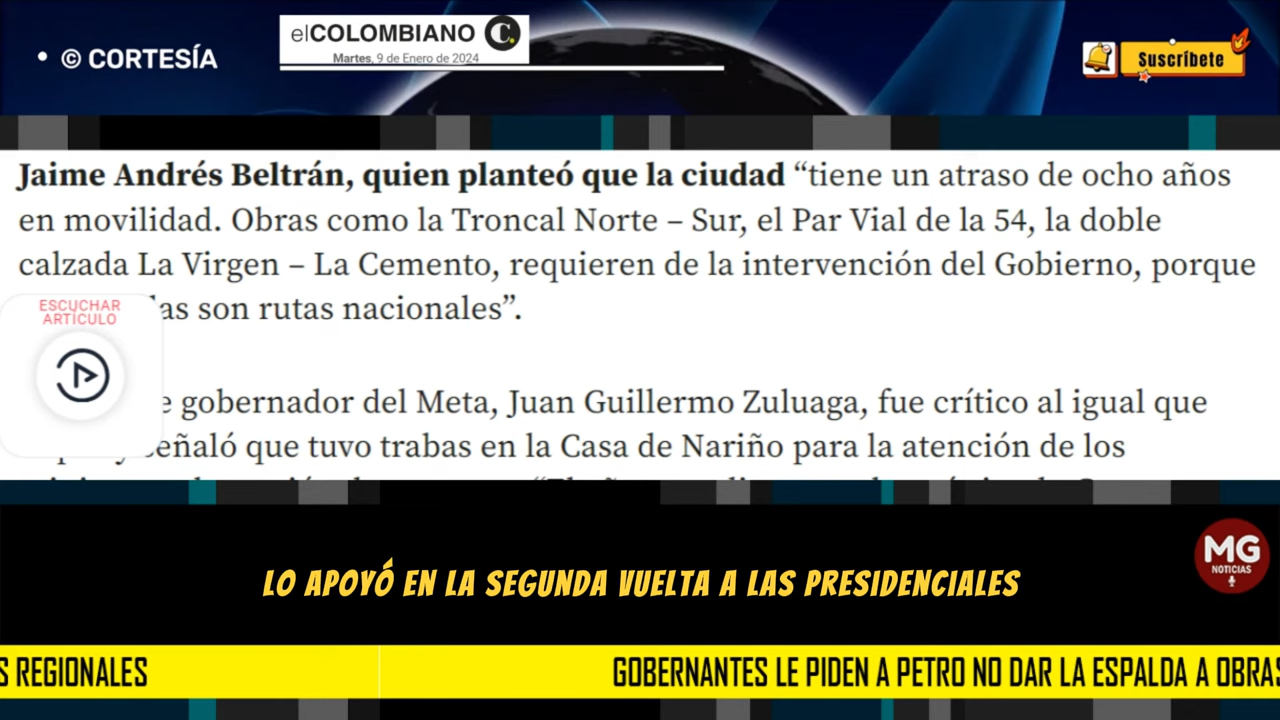 • © CORTESÍA
elCOLOMBIANO C.
Martes, 9 de Enero de 2024
Suscríbete
Jaime Andrés Beltrán, quien planteó que la ciudad “tiene un atraso de ocho años
en movilidad. Obras como la Troncal Norte – Sur, el Par Vial de la 54, la doble
calzada La Virgen – La Cemento, requieren de la intervención del Gobierno, porque
las son rutas nacionales”.
ESCUCHAR
ARTÍCULO
e gobernador del Meta, Juan Guillermo Zuluaga, fue crítico al igual que
señaló que tuvo trabas en la Casa de Nariño para la atención de los
LO APOYÓ EN LA SEGUNDA VUELTA A LAS PRESIDENCIALES
MG
NOTICIAS
S REGIONALES
GOBERNANTES LE PIDEN A PETRO NO DAR LA ESPALDA A OBRAS